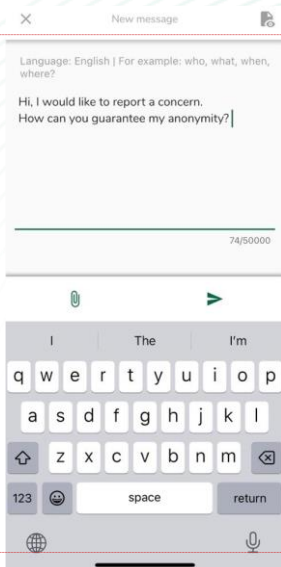 New message
Language: English | For example: who, what, when,
where?
Hi, I would like to report a concern.
How can you guarantee my anonymity?
74/50000
I The I'm
q w e r t y u i o p
a s d f g h j k l
z x c v b n m
123 space return